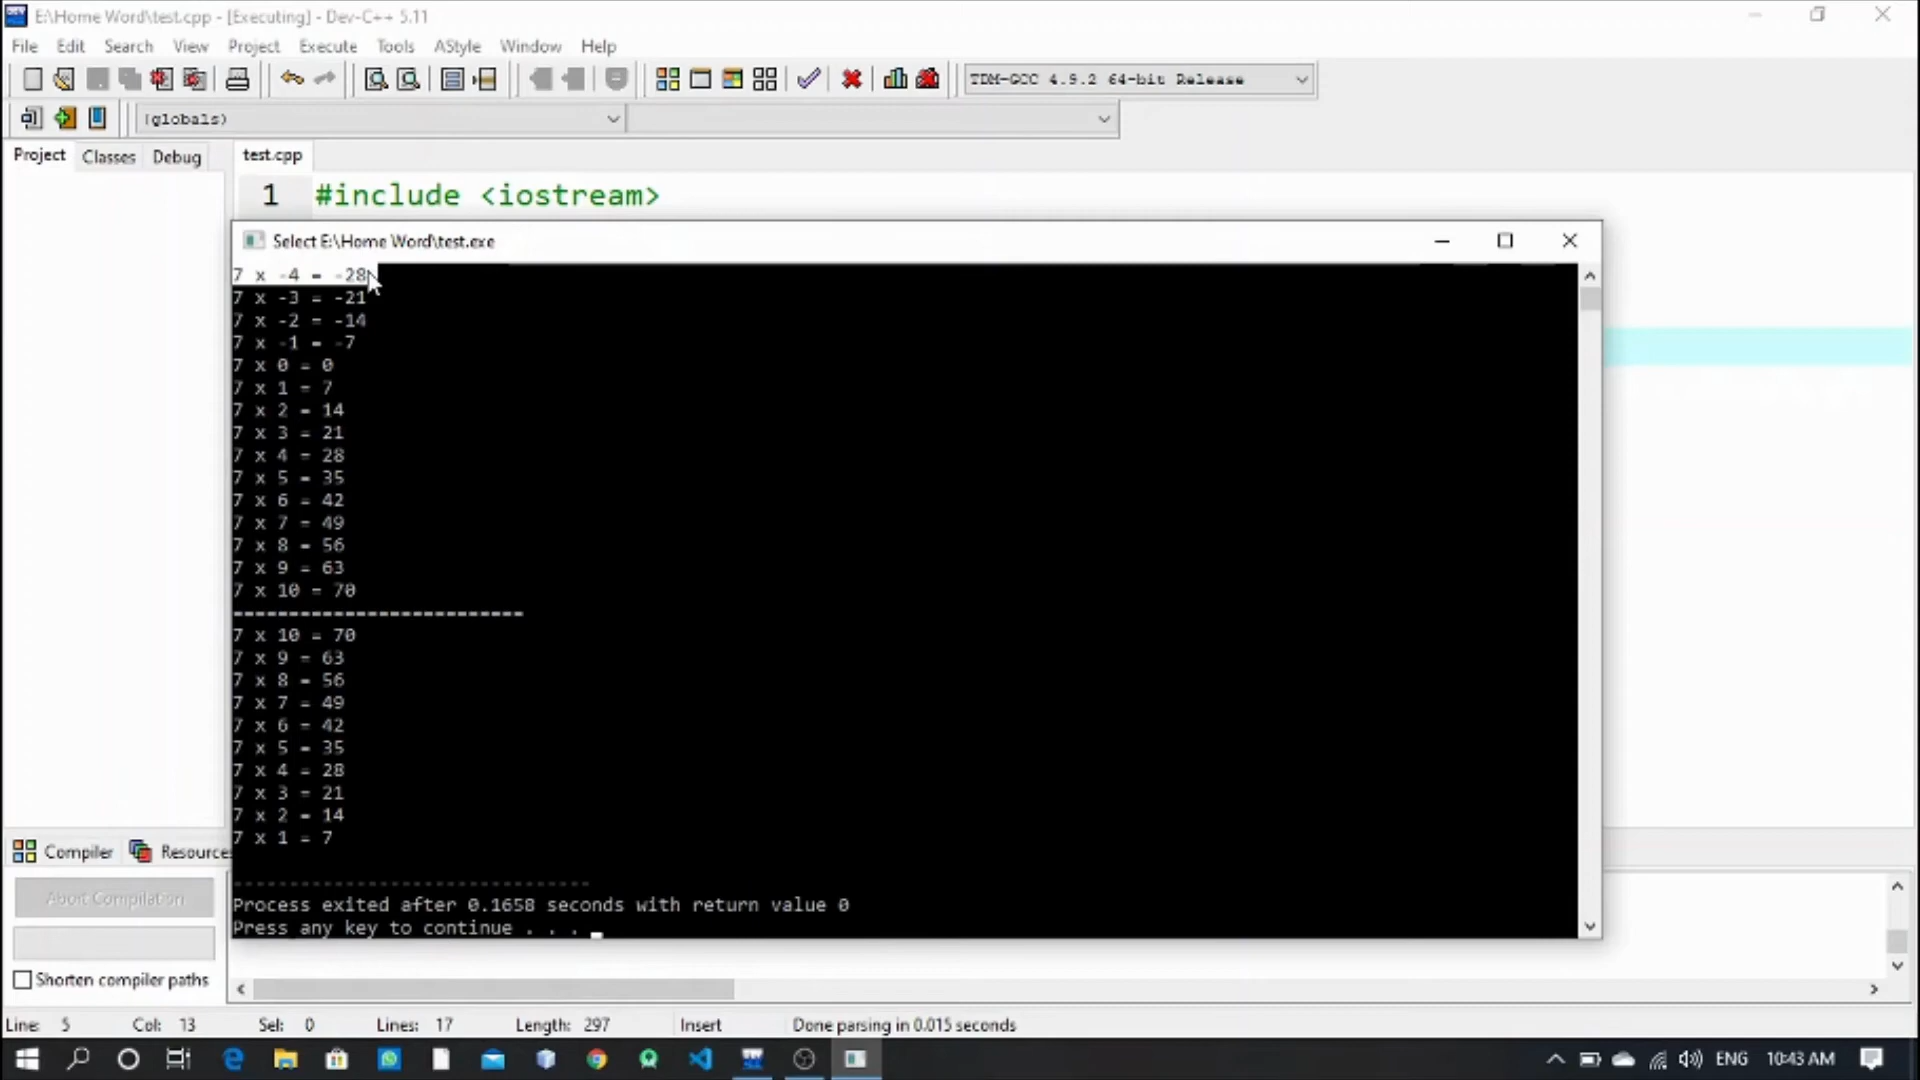 E:\Home Word\test.cpp - [Executing] - Dev-C++ 5.11
File Edit Search View Project Execute Tools AStyle Window Help
TDM-GCC 4.9.2 64-bit Release
(globals)
Project Classes Debug test.cpp
1 #include <iostream>
Select E:\Home Word\test.exe
7 x -4 = -28
7 x -3 = -21
7 x -2 = -14
7 x -1 = -7
7 x 0 = 0
7 x 1 = 7
7 x 2 = 14
7 x 3 = 21
7 x 4 = 28
7 x 5 = 35
7 x 6 = 42
7 x 7 = 49
7 x 8 = 56
7 x 9 = 63
7 x 10 = 70
--------------------------
7 x 10 = 70
7 x 9 = 63
7 x 8 = 56
7 x 7 = 49
7 x 6 = 42
7 x 5 = 35
7 x 4 = 28
7 x 3 = 21
7 x 2 = 14
7 x 1 = 7
--------------------------------
Process exited after 0.1658 seconds with return value 0
Press any key to continue . . .
Compiler Resource
Abort Compilation
Shorten compiler paths
Line: 5 Col: 13 Sel: 0 Lines: 17 Length: 297 Insert Done parsing in 0.015 seconds
ENG 10:43 AM